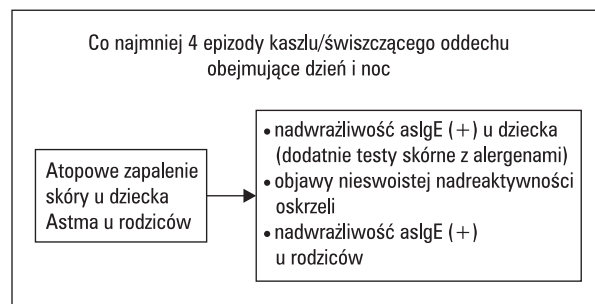 Co najmniej 4 epizody kaszlu/świszczącego oddechu
obejmujące dzień i noc
Atopowe zapalenie
skóry u dziecka
Astma u rodziców
• nadwrażliwość asIgE (+) u dziecka
(dodatnie testy skórne z alergenami)
• objawy nieswoistej nadreaktywności
oskrzeli
• nadwrażliwość asIgE (+)
u rodziców